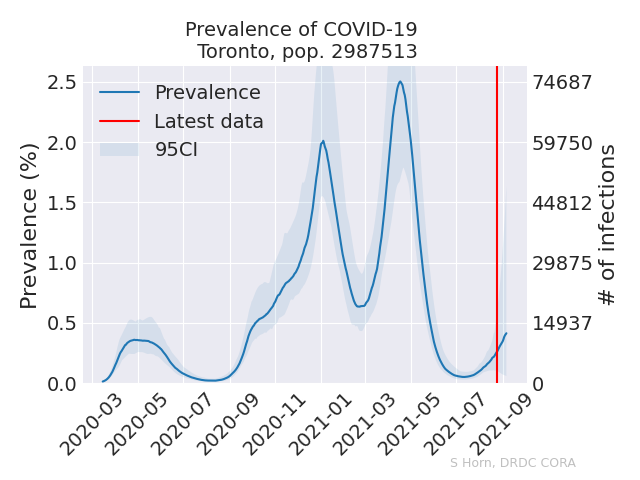 Prevalence of COVID-19
Toronto, pop. 2987513
Prevalence
Latest data
95CI
Prevalence (%)
2.5
2.0
1.5
1.0
0.5
0.0
74687
59750
44812
29875
14937
0
# of infections
2020-03
2020-05
2020-07
2020-09
2020-11
2021-01
2021-03
2021-05
2021-07
2021-09
S Horn, DRDC CORA